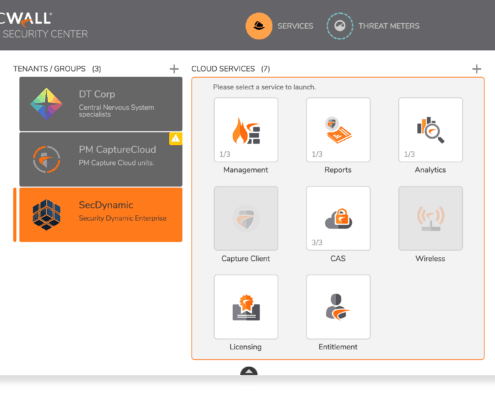 CWALL
SECURITY CENTER
SERVICES
THREAT METERS
TENANTS / GROUPS (3)
CLOUD SERVICES (7)
Please select a service to launch.
DT Corp
Central Nervous System
specialists
PM CaptureCloud
PM Capture Cloud units.
SecDynamic
Security Dynamic Enterprise
1/3
Management
1/3
Reports
1/3
Analytics
Capture Client
3/3
CAS
Wireless
Licensing
Entitlement